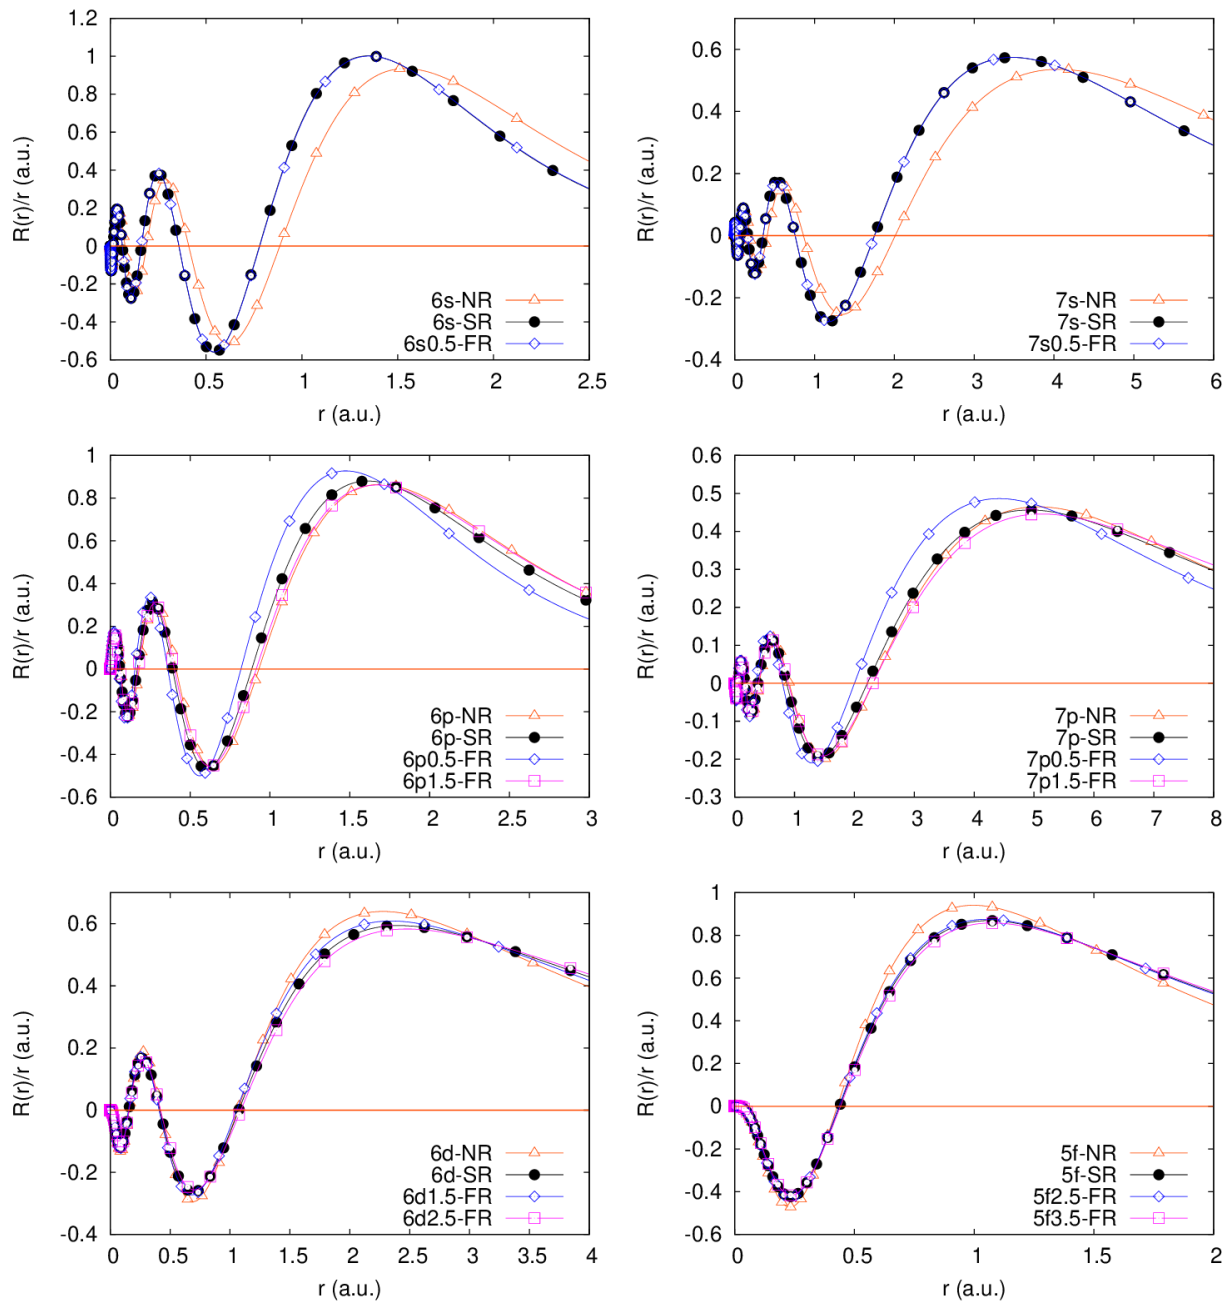 1.2
1
0.8
0.6
0.4
0.2
0
-0.2
-0.4
-0.6
R(r)/r (a.u.)
6s-NR
6s-SR
6s0.5-FR
0 0.5 1 1.5 2 2.5
r (a.u.)
0.6
0.4
0.2
0
-0.2
-0.4
R(r)/r (a.u.)
7s-NR
7s-SR
7s0.5-FR
0 1 2 3 4 5 6
r (a.u.)
1
0.8
0.6
0.4
0.2
0
-0.2
-0.4
-0.6
R(r)/r (a.u.)
6p-NR
6p-SR
6p0.5-FR
6p1.5-FR
0 0.5 1 1.5 2 2.5 3
r (a.u.)
0.6
0.5
0.4
0.3
0.2
0.1
0
-0.1
-0.2
-0.3
R(r)/r (a.u.)
7p-NR
7p-SR
7p0.5-FR
7p1.5-FR
0 1 2 3 4 5 6 7 8
r (a.u.)
0.6
0.4
0.2
0
-0.2
-0.4
R(r)/r (a.u.)
6d-NR
6d-SR
6d1.5-FR
6d2.5-FR
0 0.5 1 1.5 2 2.5 3 3.5 4
r (a.u.)
1
0.8
0.6
0.4
0.2
0
-0.2
-0.4
-0.6
R(r)/r (a.u.)
5f-NR
5f-SR
5f2.5-FR
5f3.5-FR
0 0.5 1 1.5 2
r (a.u.)